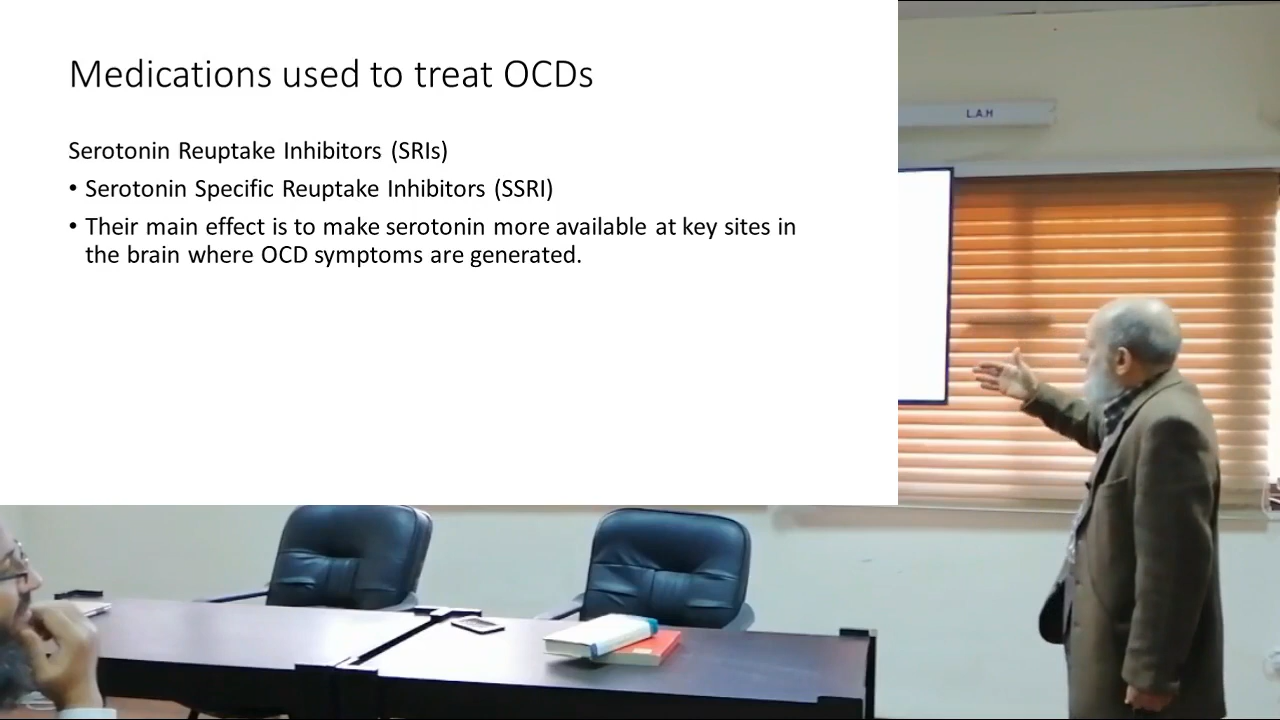 Medications used to treat OCDs
Serotonin Reuptake Inhibitors (SRIs)
• Serotonin Specific Reuptake Inhibitors (SSRI)
• Their main effect is to make serotonin more available at key sites in
the brain where OCD symptoms are generated.
L.A.H